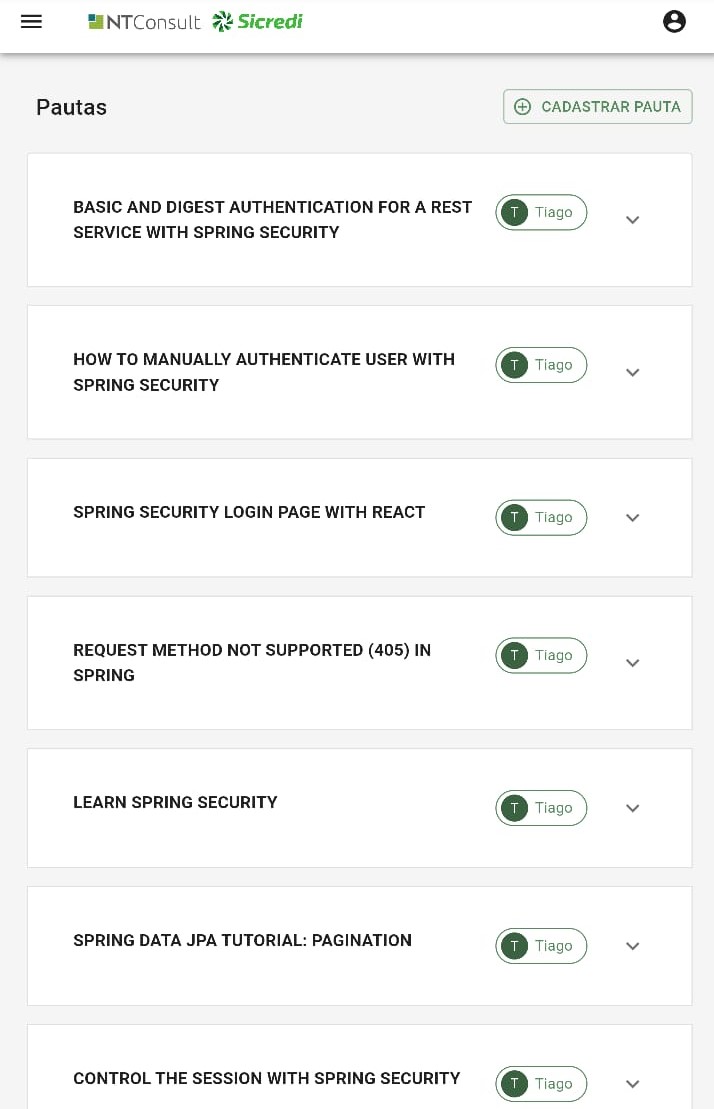 NTConsult Sicredi
Pautas
CADASTRAR PAUTA
BASIC AND DIGEST AUTHENTICATION FOR A REST
SERVICE WITH SPRING SECURITY
T Tiago
HOW TO MANUALLY AUTHENTICATE USER WITH
SPRING SECURITY
T Tiago
SPRING SECURITY LOGIN PAGE WITH REACT
T Tiago
REQUEST METHOD NOT SUPPORTED (405) IN
SPRING
T Tiago
LEARN SPRING SECURITY
T Tiago
SPRING DATA JPA TUTORIAL: PAGINATION
T Tiago
CONTROL THE SESSION WITH SPRING SECURITY
T Tiago